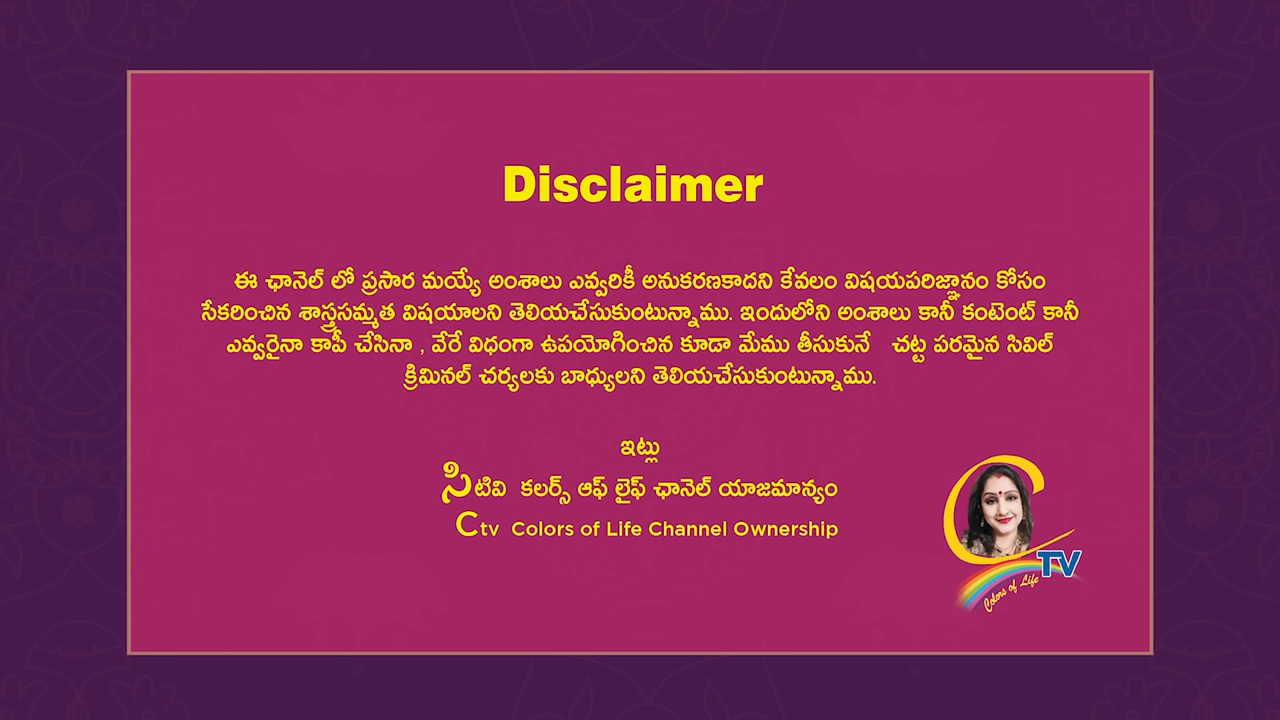 Disclaimer
ఈ ఛానెల్ లో ప్రసార మయ్యే అంశాలు ఎవ్వరికీ అనుకరణకాదని కేవలం విషయపరిజ్ఞానం కోసం
సేకరించిన శాస్త్రసమ్మత విషయాలని తెలియచేసుకుంటున్నాము. ఇందులోని అంశాలు కానీ కంటెంట్ కానీ
ఎవ్వరైనా కాపీ చేసినా , వేరే విధంగా ఉపయోగించిన కూడా మేము తీసుకునే చట్ట పరమైన సివిల్
క్రిమినల్ చర్యలకు బాధ్యులని తెలియచేసుకుంటున్నాము.
ఇట్లు
సిటివి కలర్స్ ఆఫ్ లైఫ్ ఛానెల్ యాజమాన్యం
Ctv Colors of Life Channel Ownership
C TV
Colors of Life